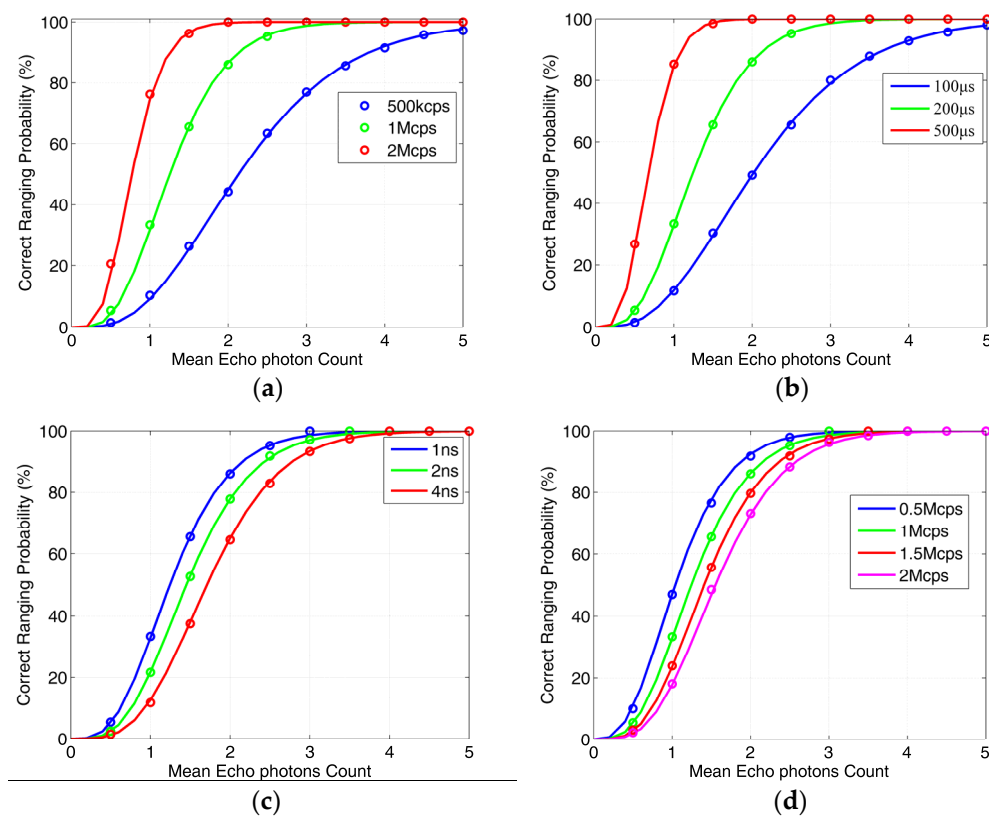 100
80
60
40
20
0
0 1 2 3 4 5
Correct Ranging Probability (%)
Mean Echo photon Count
500kcps
1Mcps
2Mcps
(a)
100
80
60
40
20
0
0 1 2 3 4 5
Correct Ranging Probability (%)
Mean Echo photons Count
100μs
200μs
500μs
(b)
100
80
60
40
20
0
0 1 2 3 4 5
Correct Ranging Probability (%)
Mean Echo photons Count
1ns
2ns
4ns
(c)
100
80
60
40
20
0
0 1 2 3 4 5
Correct Ranging Probability (%)
Mean Echo photons Count
0.5Mcps
1Mcps
1.5Mcps
2Mcps
(d)